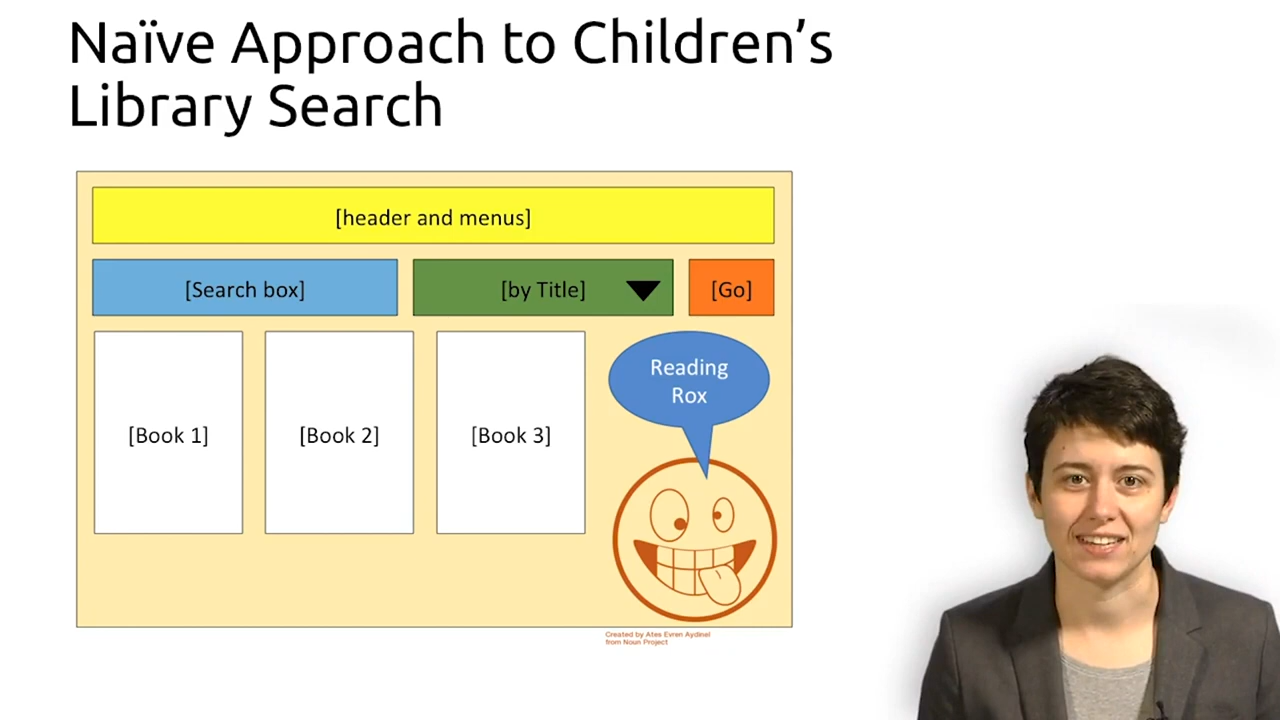 Naïve Approach to Children’s
Library Search
[header and menus]
[Search box]
[by Title]
[Go]
[Book 1]
[Book 2]
[Book 3]
Reading
Rox
Created by Ates Evren Aydinel
from Noun Project